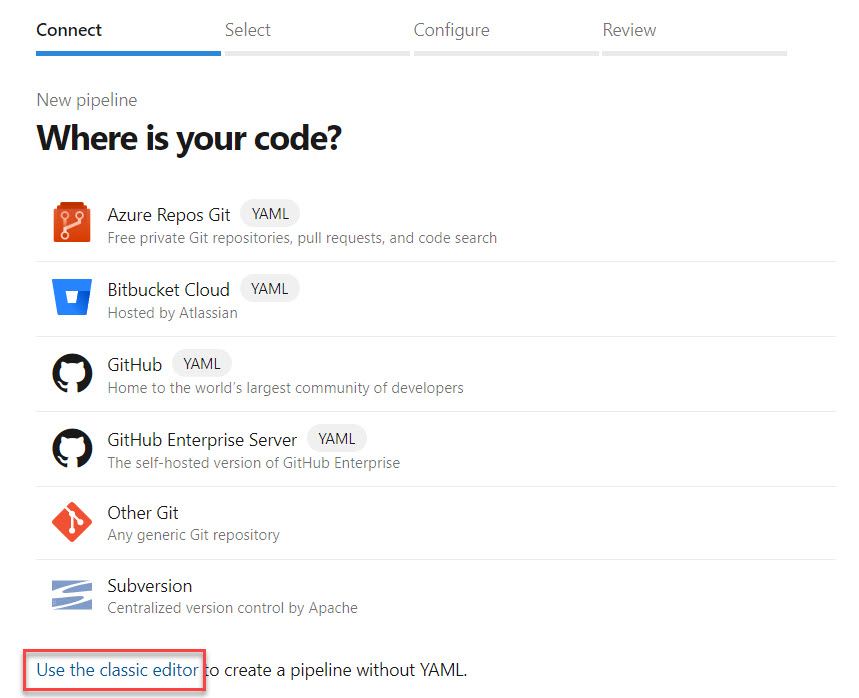 Connect Select Configure Review
New pipeline
Where is your code?
Azure Repos Git YAML
Free private Git repositories, pull requests, and code search
Bitbucket Cloud YAML
Hosted by Atlassian
GitHub YAML
Home to the world's largest community of developers
GitHub Enterprise Server YAML
The self-hosted version of GitHub Enterprise
Other Git
Any generic Git repository
Subversion
Centralized version control by Apache
Use the classic editor to create a pipeline without YAML.